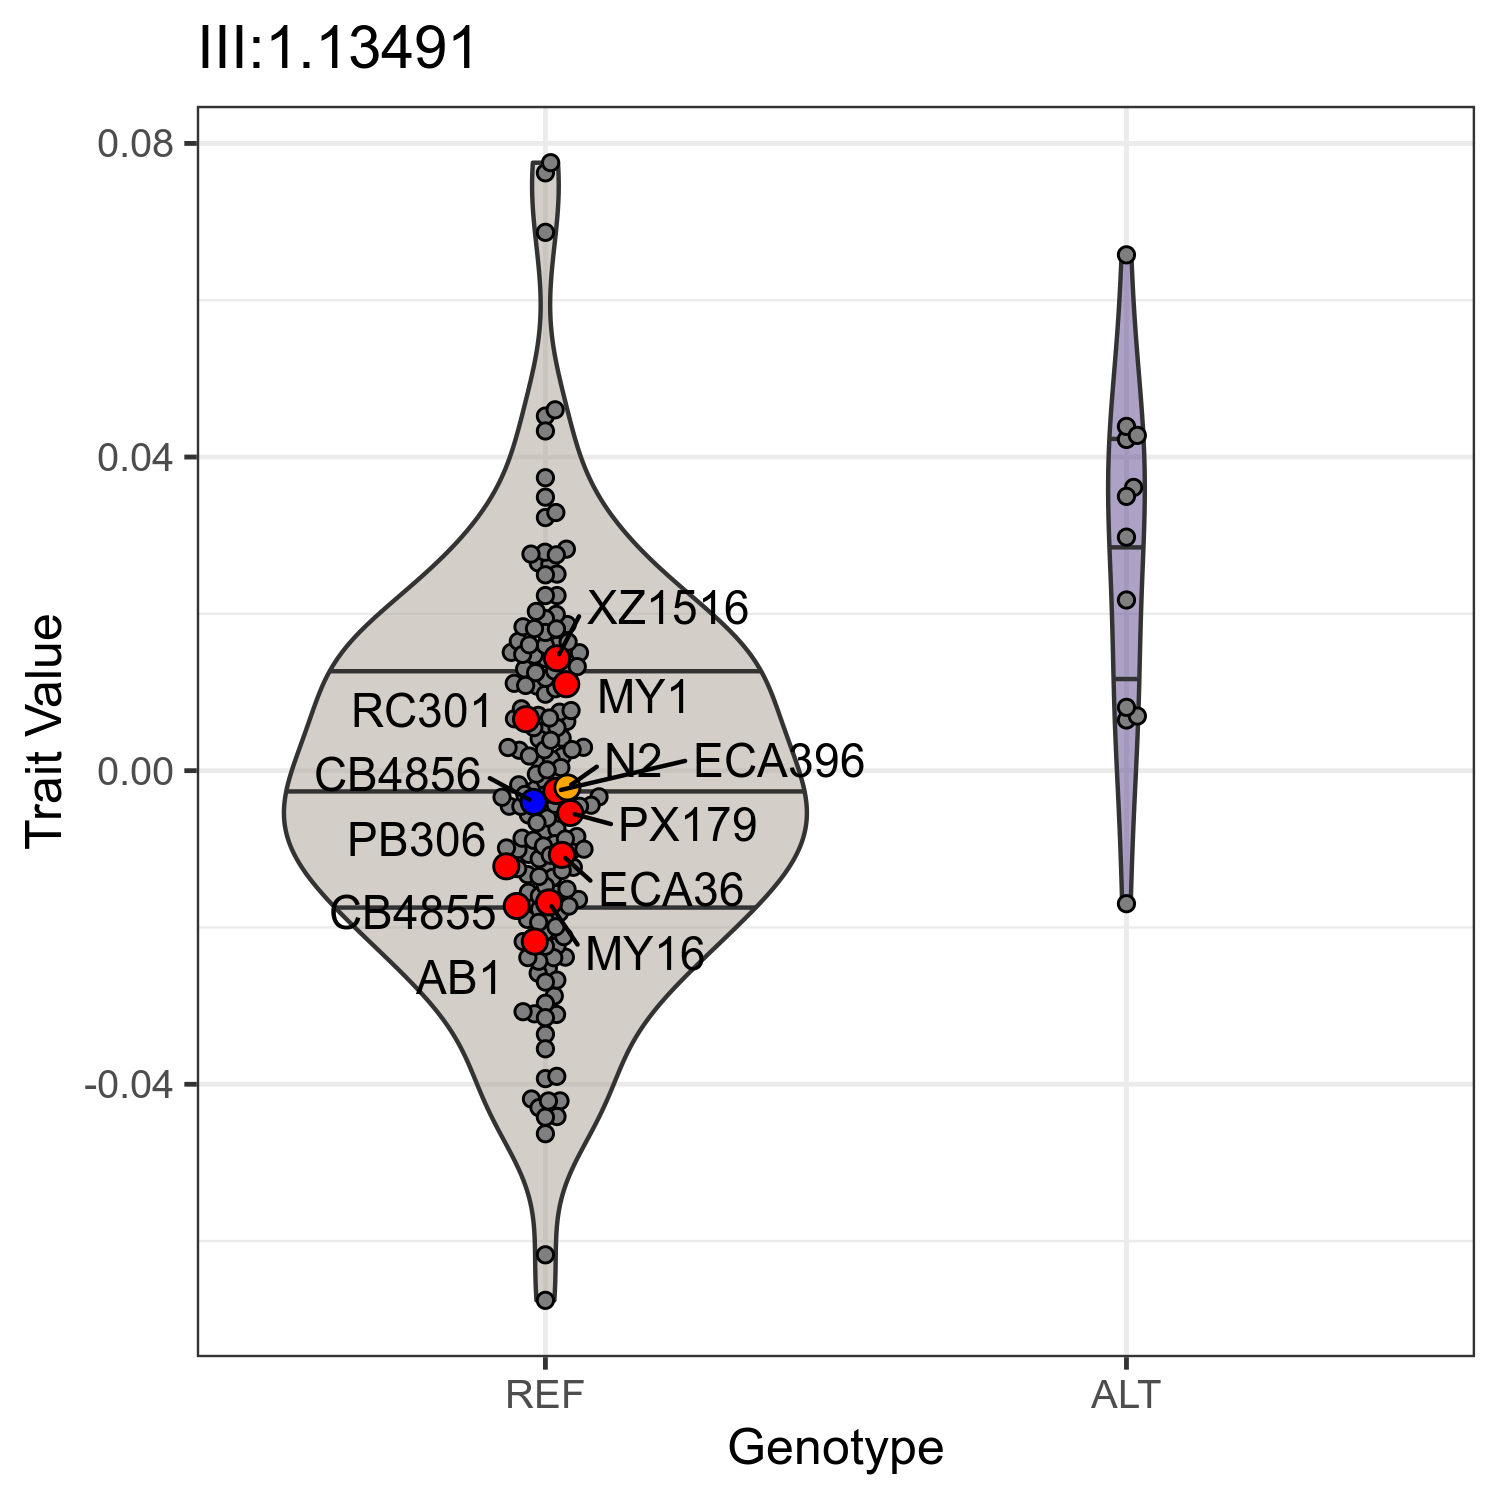 III:1.13491
0.08
0.04
0.00
-0.04
Trait Value
XZ1516
MY1
RC301
N2
ECA396
CB4856
PX179
PB306
ECA36
CB4855
MY16
AB1
REF
ALT
Genotype